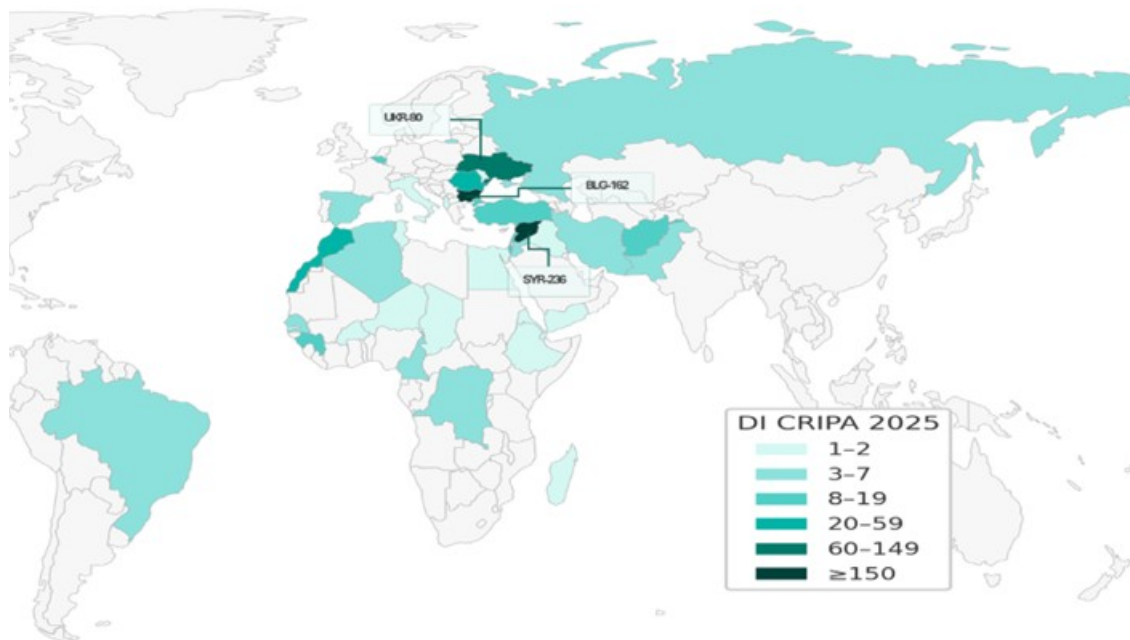 UKR-80
BLG-162
SYR-236
DI CRIPA 2025
1–2
3–7
8–19
20–59
60–149
≥150